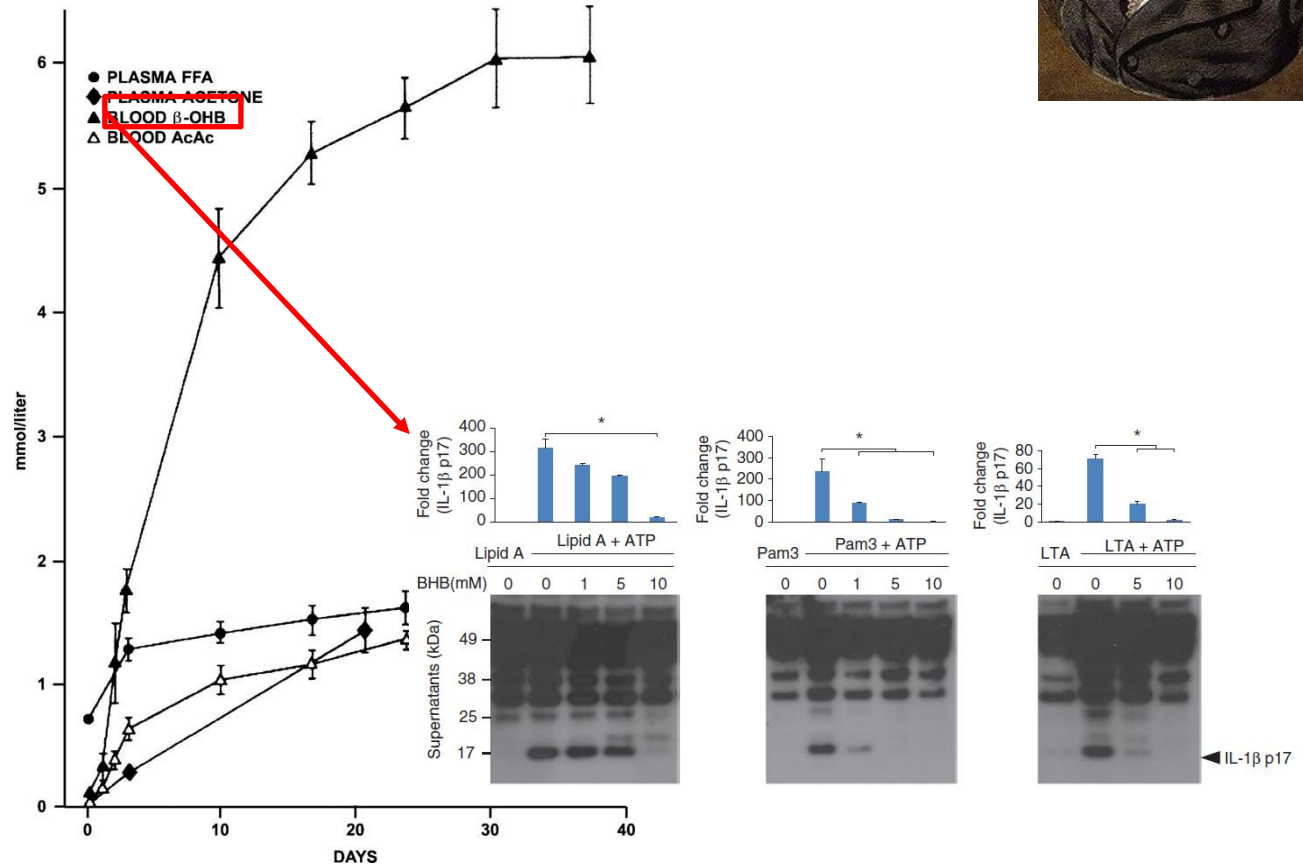 6
5
4
3
2
1
0
mmol/liter
PLASMA FFA
PLASMA ACETONE
BLOOD β-OHB
BLOOD AcAc
0
10
20
30
40
DAYS
Fold change
(IL-1β p17)
400
300
200
100
0
*
Lipid A
Lipid A + ATP
BHB(mM) 0 0 1 5 10
Supernatants (kDa)
49
38
25
17
Fold change
(IL-1β p17)
400
300
200
100
0
*
Pam3
Pam3 + ATP
0 0 1 5 10
Fold change
(IL-1β p17)
80
60
40
20
0
*
LTA
LTA + ATP
0 0 5 10
IL-1β p17